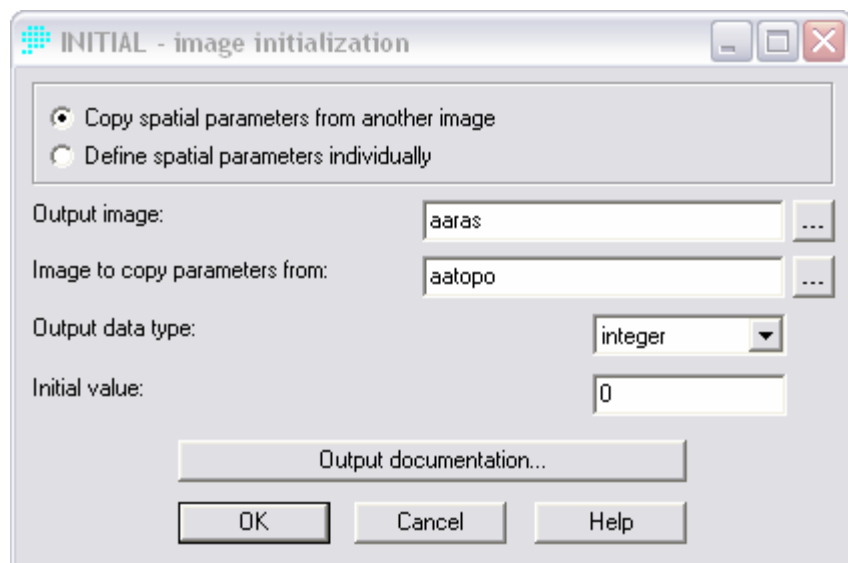 INITIAL - image initialization
Copy spatial parameters from another image
Define spatial parameters individually
Output image: aaras ...
Image to copy parameters from: aatopo ...
Output data type: integer
Initial value: 0
Output documentation...
OK Cancel Help